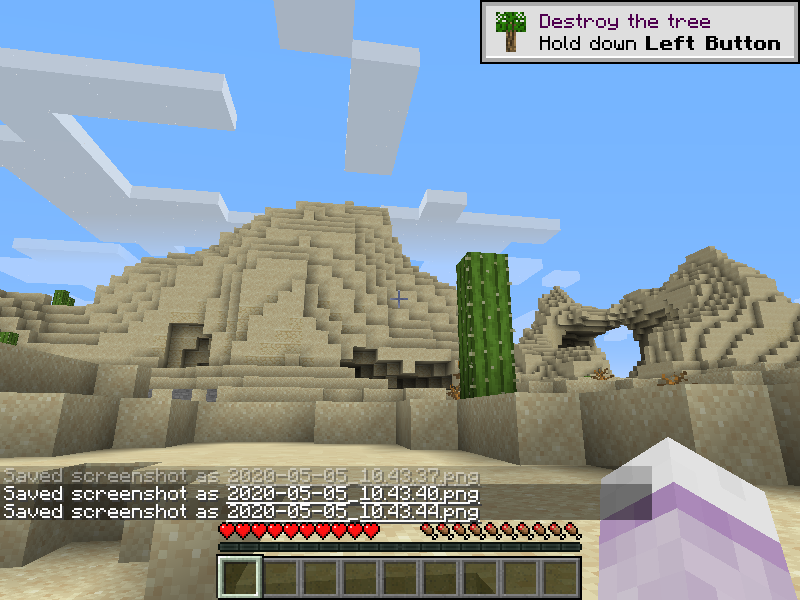 Destroy the tree
Hold down Left Button
Saved screenshot as 2020-05-05_10.43.37.png
Saved screenshot as 2020-05-05_10.43.40.png
Saved screenshot as 2020-05-05_10.43.44.png